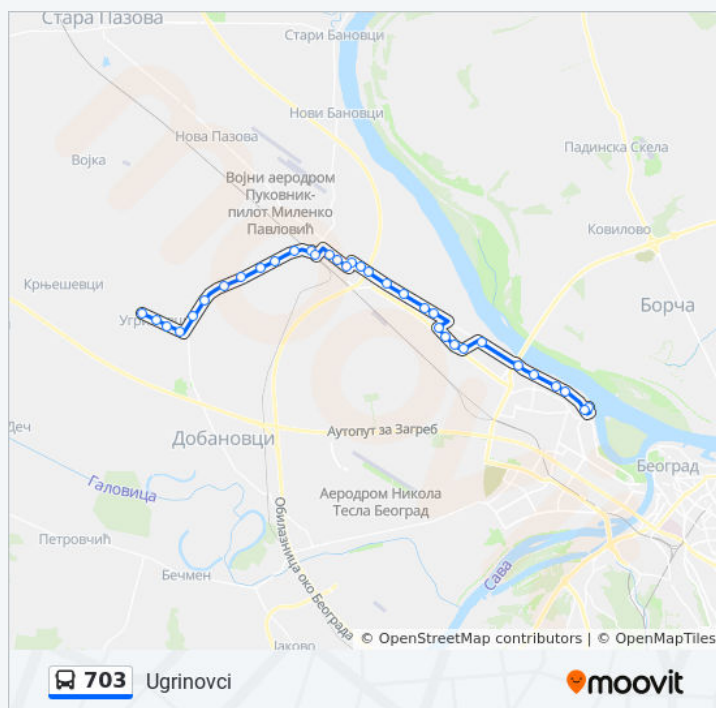 Стара Пазова
Стари Бановци
Нови Бановци
Нова Пазова
Војка
Падинска Скела
Војни аеродром
Пуковник-
пилот Миленко
Павловић
Ковилово
Крњешевци
Борча
Деч
Аутопут за Загреб
Добановци
Београд
Галовица
Аеродром Никола
Тесла Београд
Обилазница око Београда
Петровчић
Бечмен
Сава
Јаково
© OpenStreetMap contributors | © OpenMapTiles
703 Ugrinovci
moovit